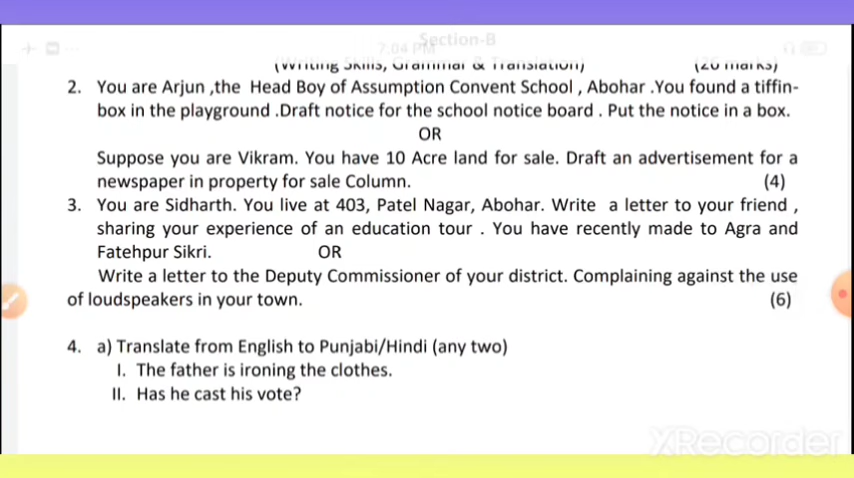 Section-B
7:04 PM
(Writing Skills, Grammar & Translation) (26 marks)
2. You are Arjun ,the Head Boy of Assumption Convent School , Abohar .You found a tiffin-
box in the playground .Draft notice for the school notice board . Put the notice in a box.
OR
Suppose you are Vikram. You have 10 Acre land for sale. Draft an advertisement for a
newspaper in property for sale Column. (4)
3. You are Sidharth. You live at 403, Patel Nagar, Abohar. Write a letter to your friend ,
sharing your experience of an education tour . You have recently made to Agra and
Fatehpur Sikri. OR
Write a letter to the Deputy Commissioner of your district. Complaining against the use
of loudspeakers in your town. (6)
4. a) Translate from English to Punjabi/Hindi (any two)
I. The father is ironing the clothes.
II. Has he cast his vote?
XRecorder